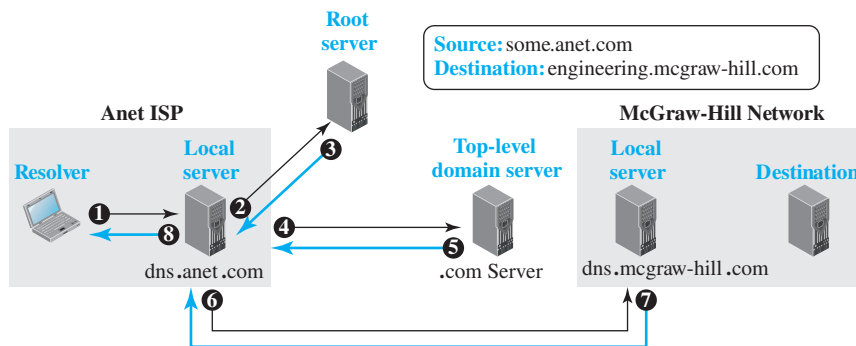 Root
server
Source: some.anet.com
Destination: engineering.mcgraw-hill.com
Anet ISP
McGraw-Hill Network
Resolver
Local
server
Top-level
domain server
Local
server
Destination
1
2
3
4
5
8
dns.anet.com
.com Server
dns.mcgraw-hill.com
6
7